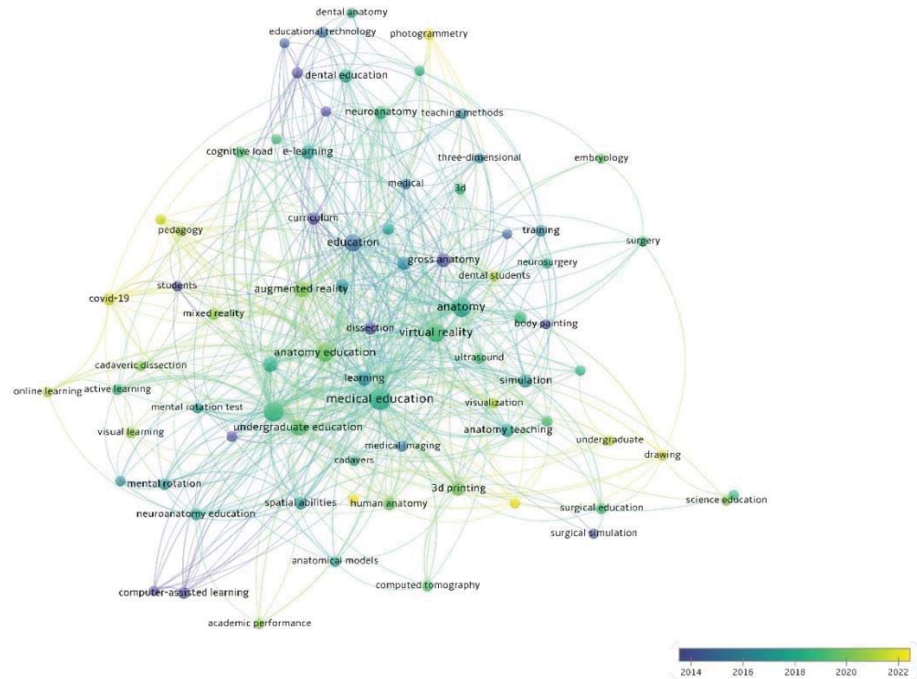 dental anatomy
educational technology
photogrammetry
dental education
neuroanatomy
teaching methods
cognitive load
e-learning
three-dimensional
embryology
medical
3d
curriculum
pedagogy
education
training
surgery
gross anatomy
neurosurgery
dental students
students
augmented reality
covid-19
mixed reality
anatomy
dissection
virtual reality
body painting
anatomy education
ultrasound
cadaveric dissection
learning
simulation
online learning
active learning
medical education
mental rotation test
visualization
visual learning
undergraduate education
anatomy teaching
medical imaging
undergraduate
cadavers
drawing
mental rotation
3d printing
spatial abilities
human anatomy
science education
neuroanatomy education
surgical education
surgical simulation
anatomical models
computed tomography
computer-assisted learning
academic performance
2014 2016 2018 2020 2022